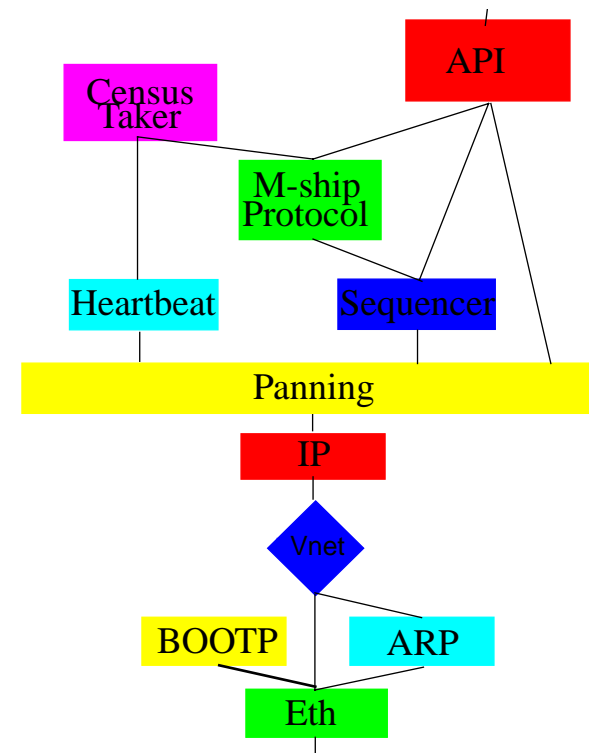 API
Census
Taker
M-ship
Protocol
Heartbeat
Sequencer
Panning
IP
Vnet
BOOTP
ARP
Eth